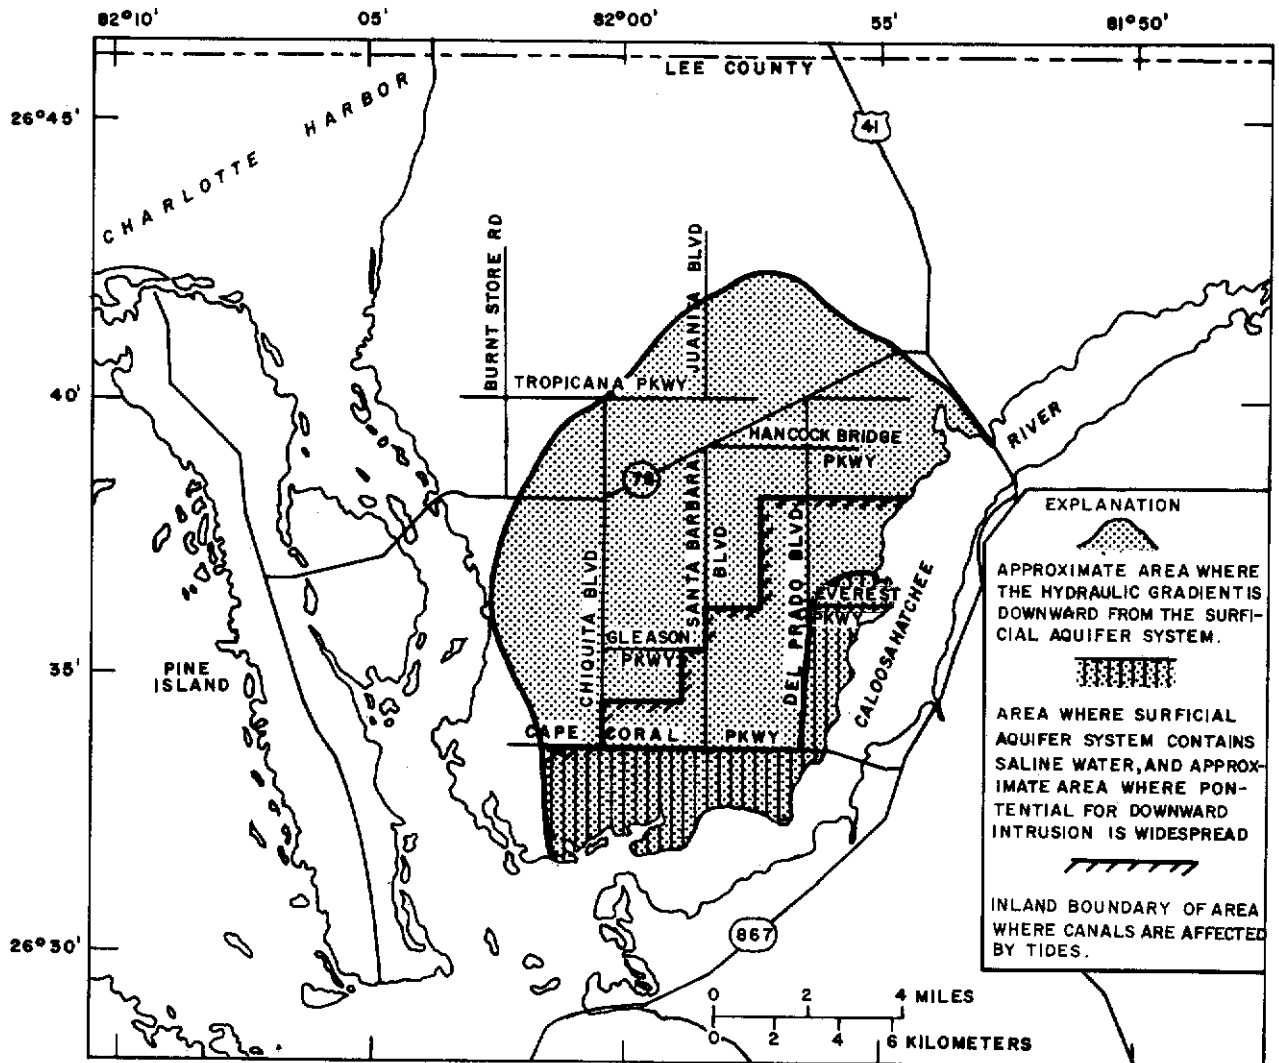 82°10' 05' 82°00' 55' 81°50'
LEE COUNTY
26°45'
CHARLOTTE HARBOR
41
BURNT STORE RD
JUANITA BLVD
TROPICANA PKWY
40'
HANCOCK BRIDGE
PKWY
RIVER
78
SANTA BARBARA
BLVD
CHIQUITA BLVD
DEL PRADO BLVD
EVEREST
PKWY
GLEASON
PKWY
CALOOSAHATCHEE
35'
PINE
ISLAND
CAPE CORAL PKWY
26°30'
867
0 2 4 MILES
0 2 4 6 KILOMETERS
EXPLANATION
APPROXIMATE AREA WHERE
THE HYDRAULIC GRADIENT IS
DOWNWARD FROM THE SURFI-
CIAL AQUIFER SYSTEM.
AREA WHERE SURFICIAL
AQUIFER SYSTEM CONTAINS
SALINE WATER, AND APPROX-
IMATE AREA WHERE PON-
TENTIAL FOR DOWNWARD
INTRUSION IS WIDESPREAD
INLAND BOUNDARY OF AREA
WHERE CANALS ARE AFFECTED
BY TIDES.